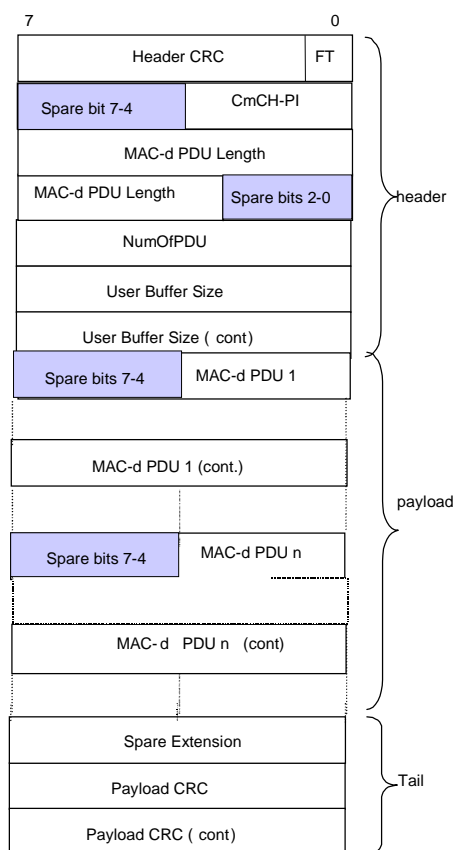 7 0
Header CRC FT
Spare bit 7-4 CmCH-PI
MAC-d PDU Length
MAC-d PDU Length Spare bits 2-0
header
NumOfPDU
User Buffer Size
User Buffer Size ( cont)
Spare bits 7-4 MAC-d PDU 1
MAC-d PDU 1 (cont.)
payload
Spare bits 7-4 MAC-d PDU n
MAC- d PDU n (cont)
Spare Extension
Payload CRC
Tail
Payload CRC ( cont)